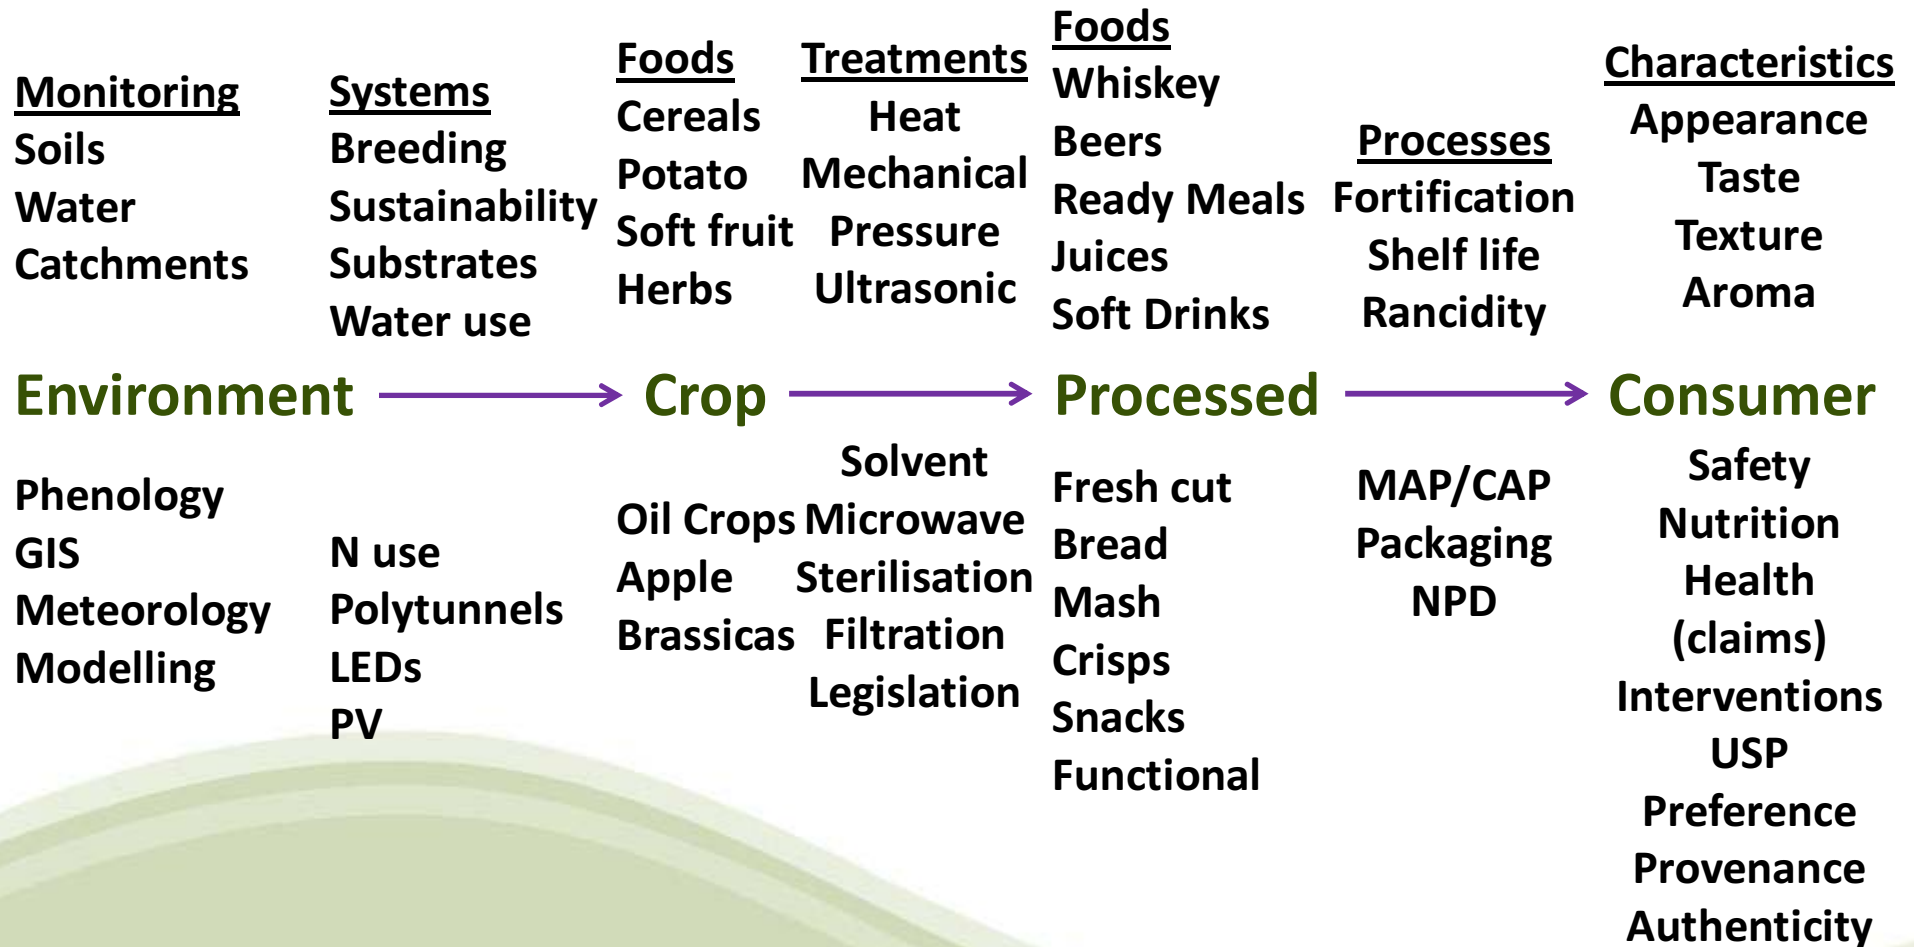 Monitoring
Soils
Water
Catchments
Systems
Breeding
Sustainability
Substrates
Water use
Foods
Cereals
Potato
Soft fruit
Herbs
Treatments
Heat
Mechanical
Pressure
Ultrasonic
Foods
Whiskey
Beers
Ready Meals
Juices
Soft Drinks
Processes
Fortification
Shelf life
Rancidity
Characteristics
Appearance
Taste
Texture
Aroma
Environment
Crop
Processed
Consumer
Phenology
GIS
Meteorology
Modelling
N use
Polytunnels
LEDs
PV
Oil Crops
Apple
Brassicas
Solvent
Microwave
Sterilisation
Filtration
Legislation
Fresh cut
Bread
Mash
Crisps
Snacks
Functional
MAP/CAP
Packaging
NPD
Safety
Nutrition
Health
(claims)
Interventions
USP
Preference
Provenance
Authenticity